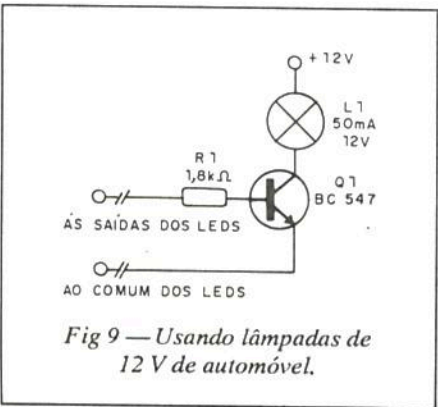 +12V
L1
50mA
12V
R1
1,8kΩ
Q1
BC 547
ÀS SAÍDAS DOS LEDS
AO COMUM DOS LEDS
Fig 9 — Usando lâmpadas de
12 V de automóvel.